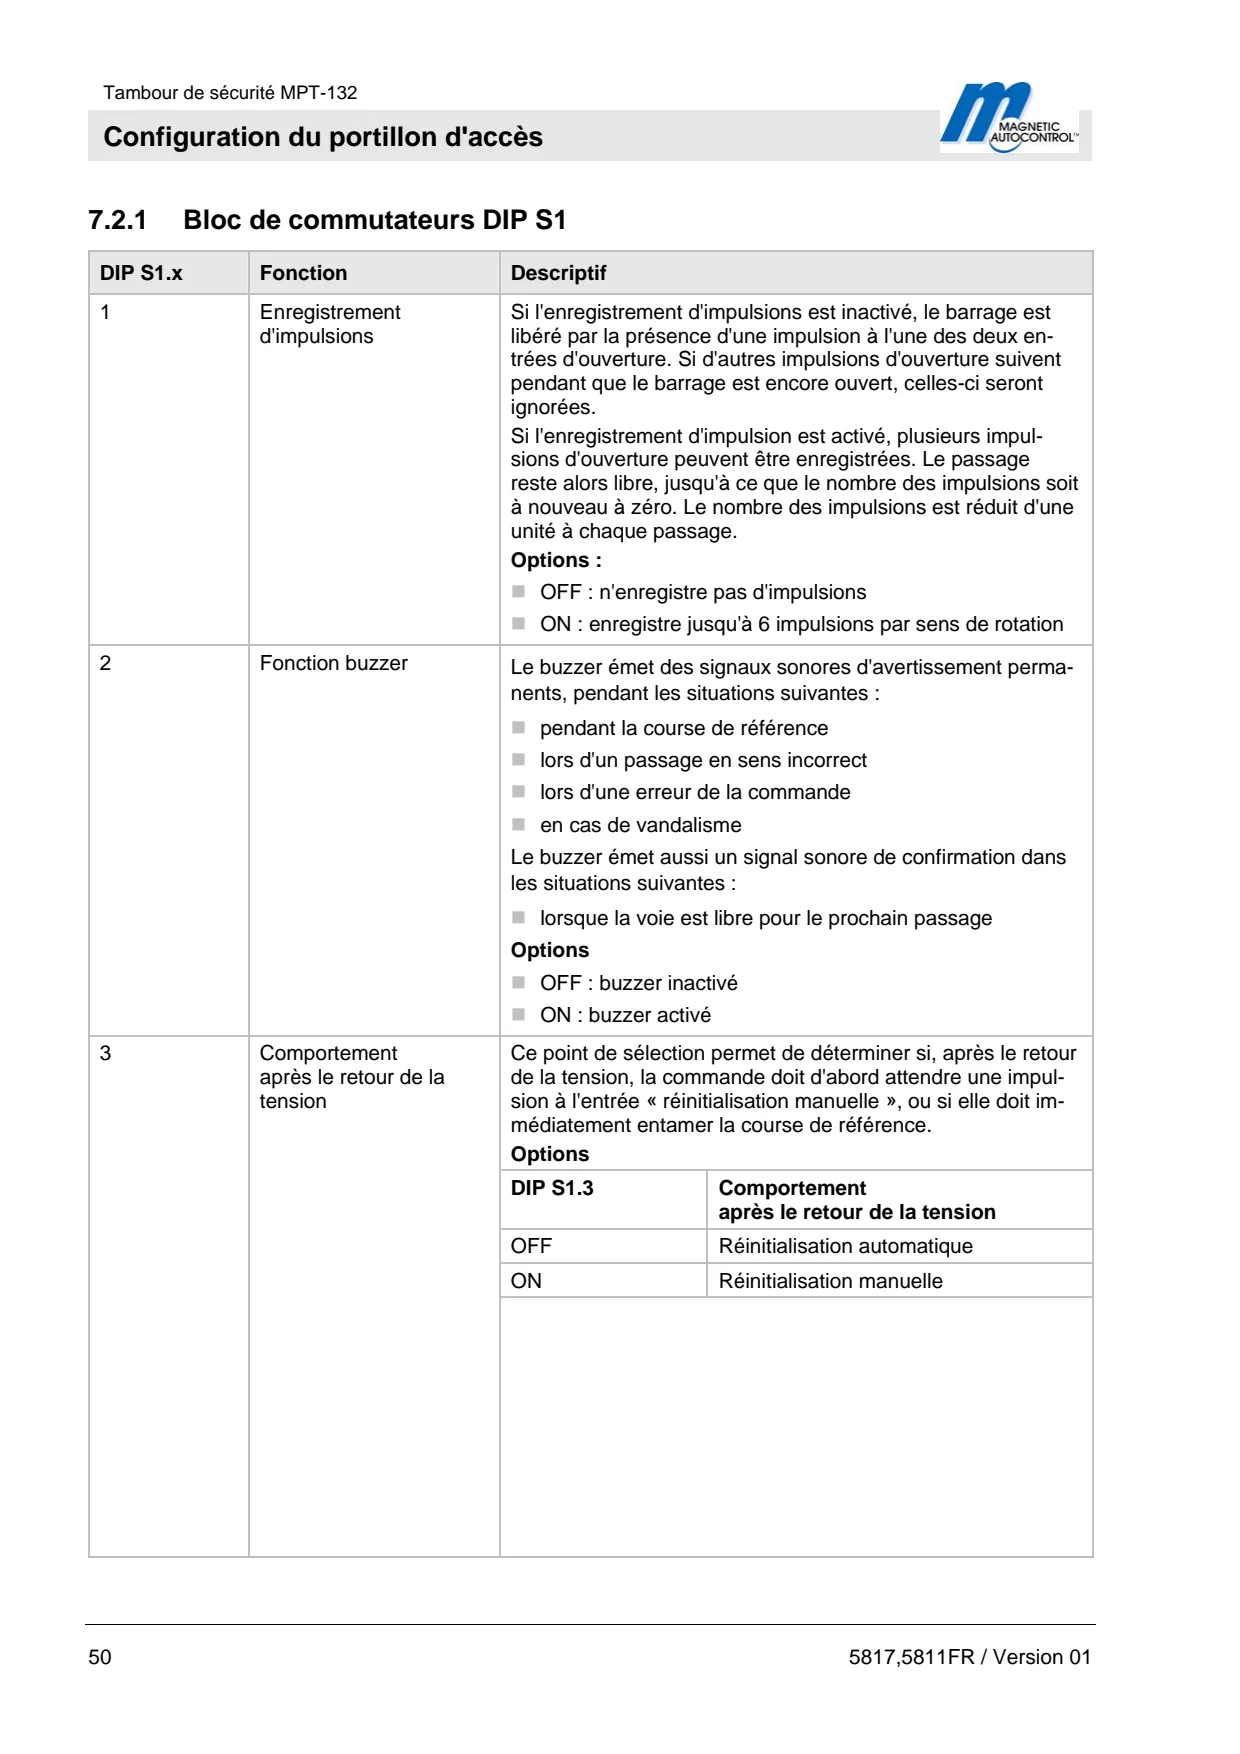 Tambour de sécurité MPT-132
Configuration du portillon d'accès
MAGNETIC
AUTOCONTROL™
7.2.1 Bloc de commutateurs DIP S1
DIP S1.x Fonction Descriptif
1 Enregistrement
d'impulsions
Si l'enregistrement d'impulsions est inactivé, le barrage est
libéré par la présence d'une impulsion à l'une des deux en-
trées d'ouverture. Si d'autres impulsions d'ouverture suivent
pendant que le barrage est encore ouvert, celles-ci seront
ignorées.
Si l'enregistrement d'impulsion est activé, plusieurs impul-
sions d'ouverture peuvent être enregistrées. Le passage
reste alors libre, jusqu'à ce que le nombre des impulsions soit
à nouveau à zéro. Le nombre des impulsions est réduit d'une
unité à chaque passage.
Options :
OFF : n'enregistre pas d'impulsions
ON : enregistre jusqu'à 6 impulsions par sens de rotation
2 Fonction buzzer
Le buzzer émet des signaux sonores d'avertissement perma-
nents, pendant les situations suivantes :
pendant la course de référence
lors d'un passage en sens incorrect
lors d'une erreur de la commande
en cas de vandalisme
Le buzzer émet aussi un signal sonore de confirmation dans
les situations suivantes :
lorsque la voie est libre pour le prochain passage
Options
OFF : buzzer inactivé
ON : buzzer activé
3 Comportement
après le retour de la
tension
Ce point de sélection permet de déterminer si, après le retour
de la tension, la commande doit d'abord attendre une impul-
sion à l'entrée « réinitialisation manuelle », ou si elle doit im-
médiatement entamer la course de référence.
Options
DIP S1.3 Comportement
après le retour de la tension
OFF Réinitialisation automatique
ON Réinitialisation manuelle
50 5817,5811FR / Version 01